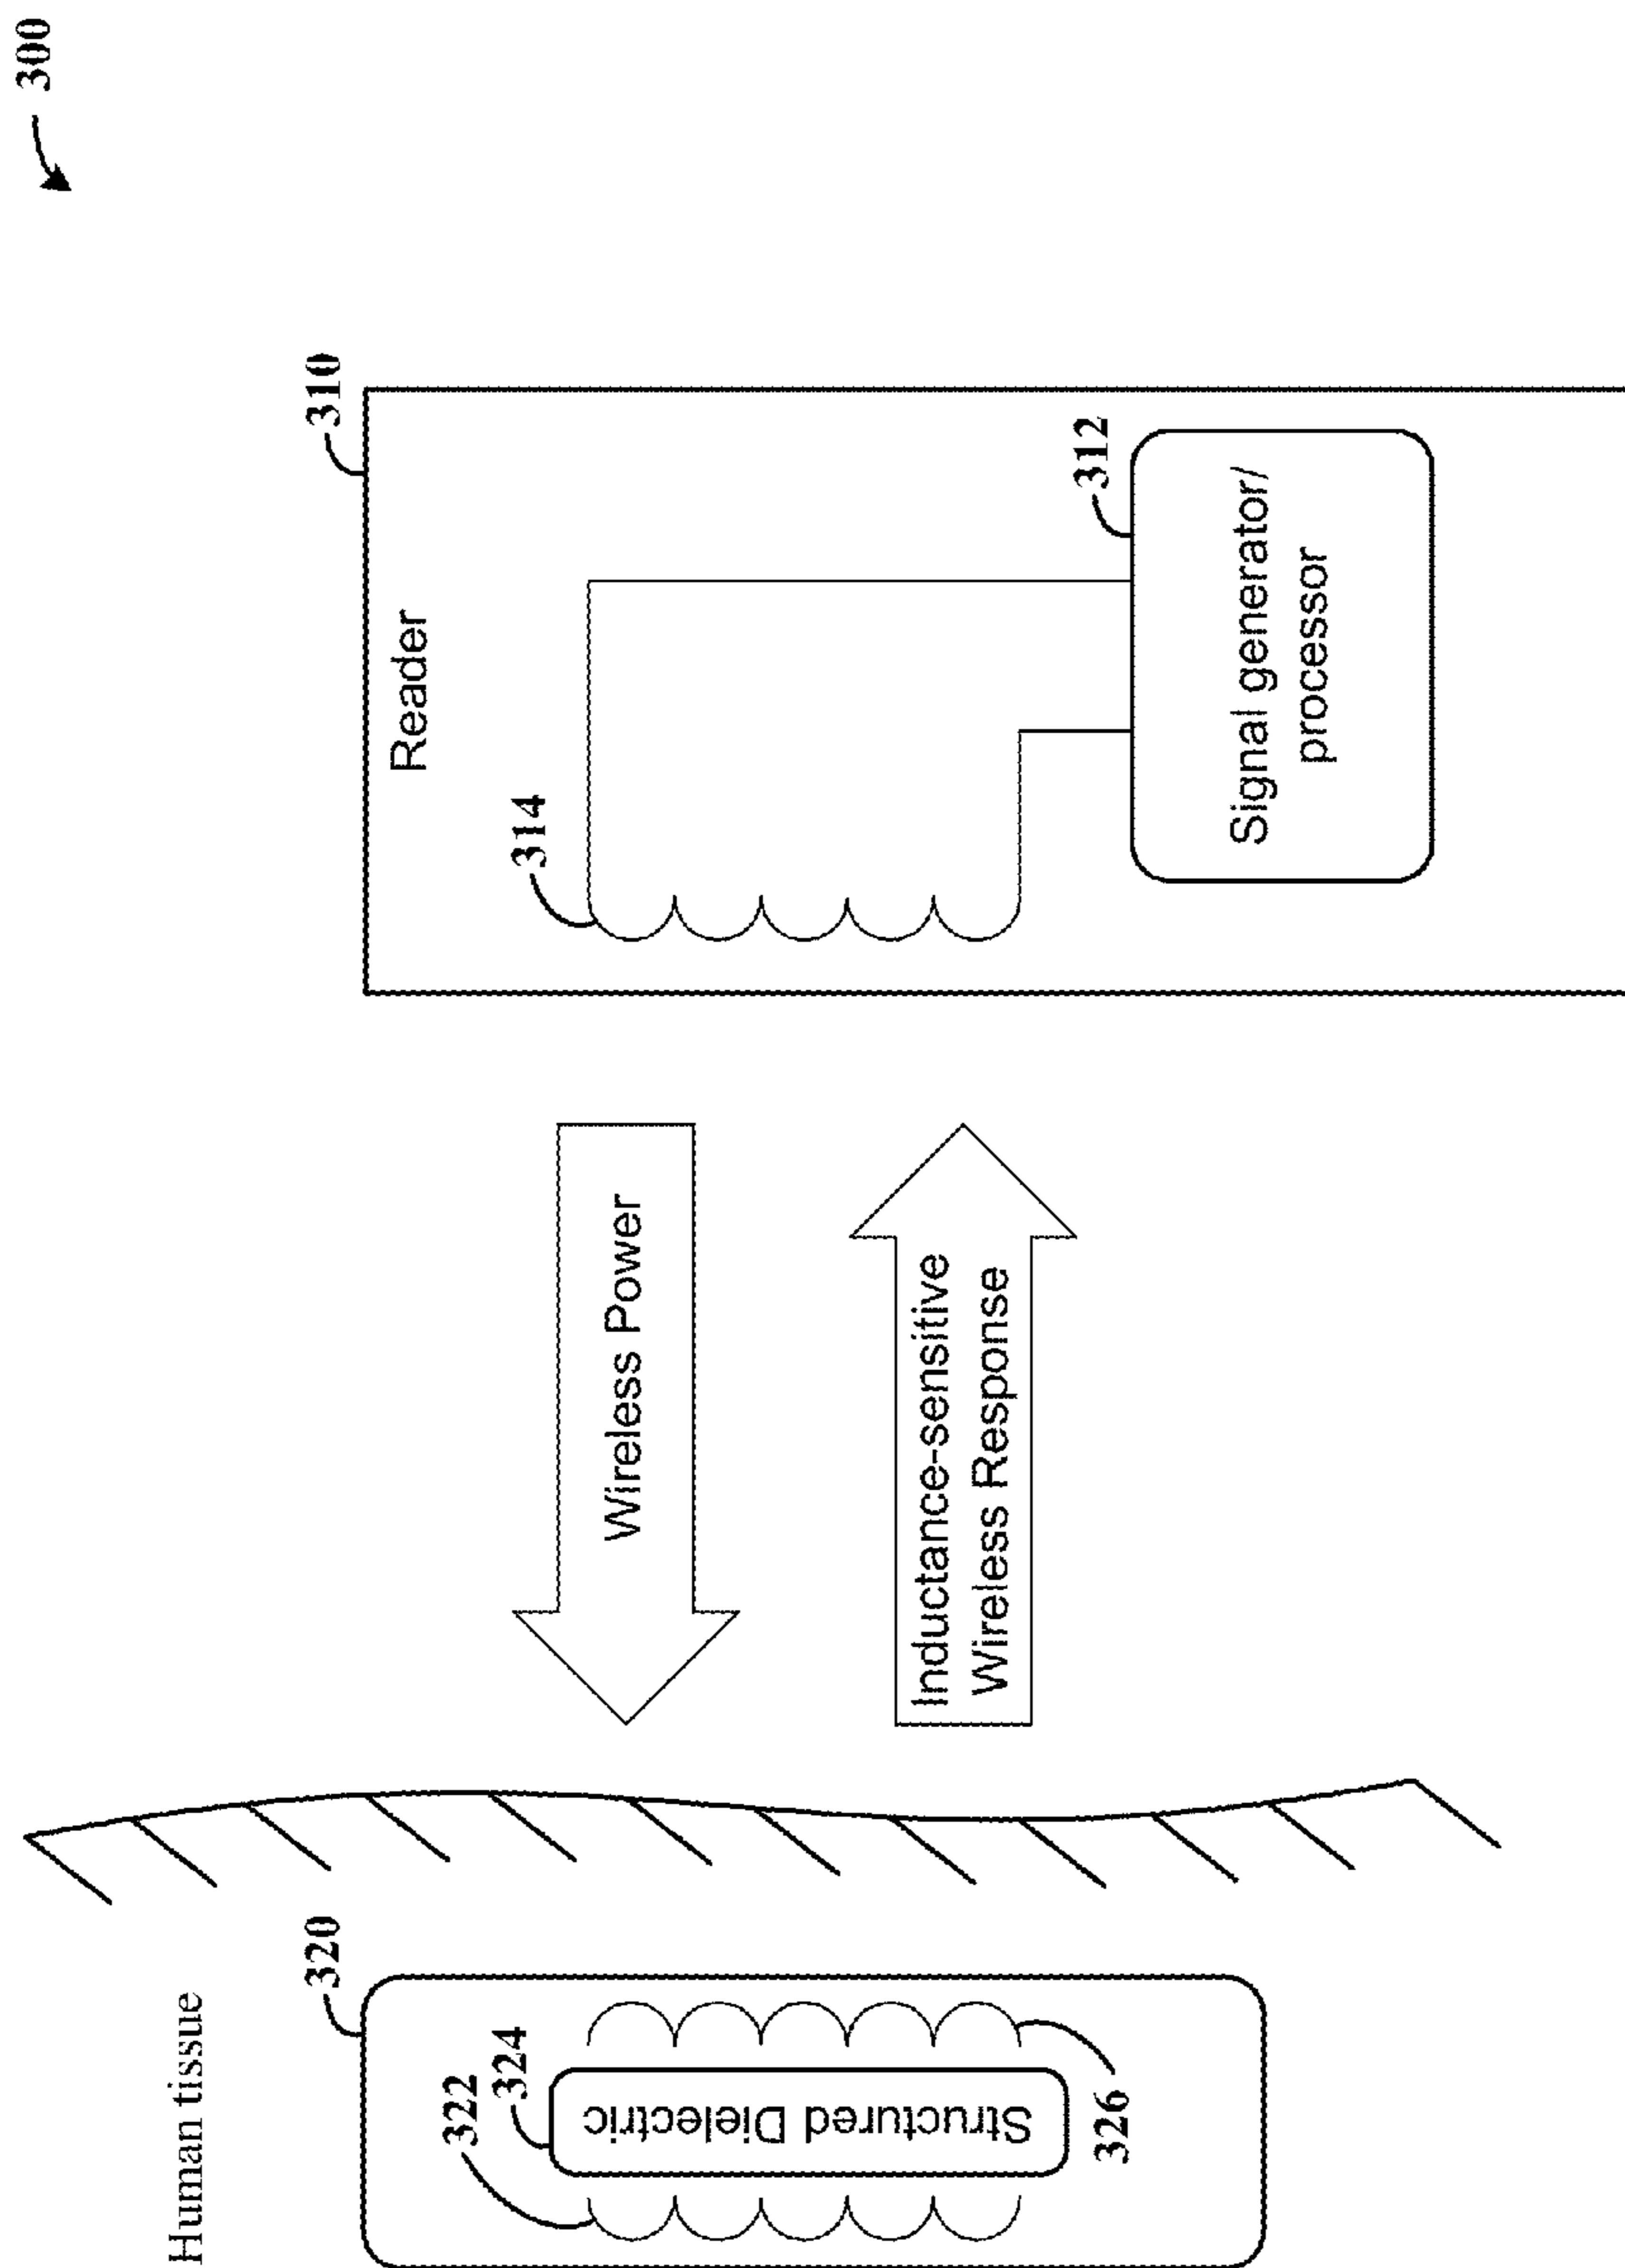 300
Human tissue
320
322
324
Structured Dielectric
326
Wireless Power
Inductance-sensitive
Wireless Response
310
Reader
314
312
Signal generator/
processor